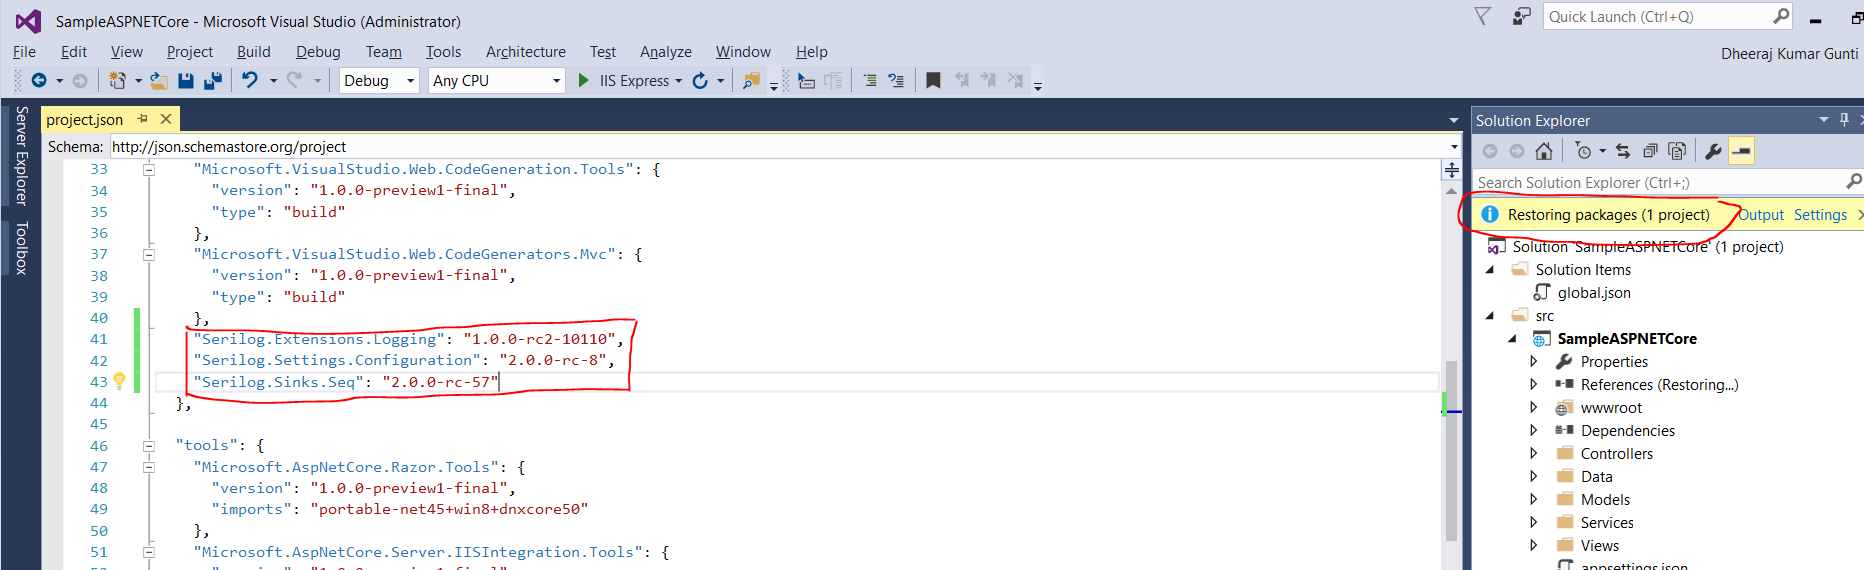 SampleASPNETCore - Microsoft Visual Studio (Administrator)
Quick Launch (Ctrl+Q)
File Edit View Project Build Debug Team Tools Architecture Test Analyze Window Help
Dheeraj Kumar Gunti
Debug Any CPU IIS Express
Server Explorer
Toolbox
project.json
Schema: http://json.schemastore.org/project
33 "Microsoft.VisualStudio.Web.CodeGeneration.Tools": {
34 "version": "1.0.0-preview1-final",
35 "type": "build"
36 },
37 "Microsoft.VisualStudio.Web.CodeGenerators.Mvc": {
38 "version": "1.0.0-preview1-final",
39 "type": "build"
40 },
41 "Serilog.Extensions.Logging": "1.0.0-rc2-10110",
42 "Serilog.Settings.Configuration": "2.0.0-rc-8",
43 "Serilog.Sinks.Seq": "2.0.0-rc-57"
44 },
45
46 "tools": {
47 "Microsoft.AspNetCore.Razor.Tools": {
48 "version": "1.0.0-preview1-final",
49 "imports": "portable-net45+win8+dnxcore50"
50 },
51 "Microsoft.AspNetCore.Server.IISIntegration.Tools": {
Solution Explorer
Search Solution Explorer (Ctrl+;)
Restoring packages (1 project) Output Settings
Solution 'SampleASPNETCore' (1 project)
Solution Items
global.json
src
SampleASPNETCore
Properties
References (Restoring...)
wwwroot
Dependencies
Controllers
Data
Models
Services
Views
appsettings.json